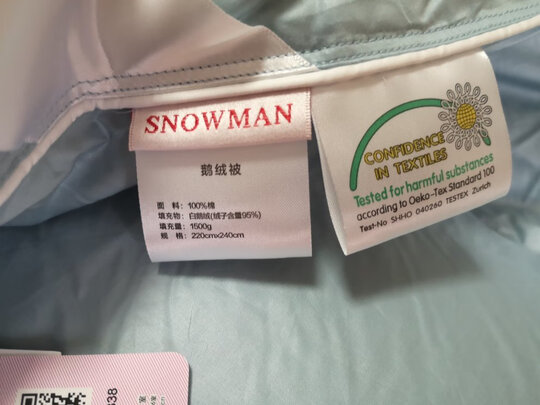 SNOWMAN
鹅绒被
面 料：100%棉
填充物：白鹅绒(绒子含量95%)
填充量：1500g
规 格：220cmx240cm
CONFIDENCE
IN TEXTILES
Tested for harmful substances
according to Oeko-Tex Standard 100
Test-No SHHO 040260 TESTEX Zurich
338